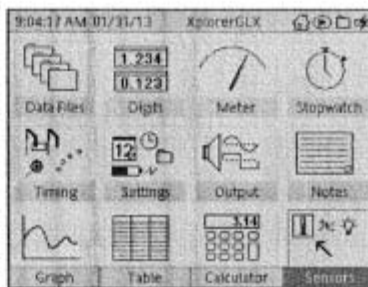 9:04:17 AM 01/31/13 XplorerGLX
1.234
0.123
Data Files Digits Meter Stopwatch
12
Timing Settings Output Notes
3.14
Graph Table Calculator Sensors